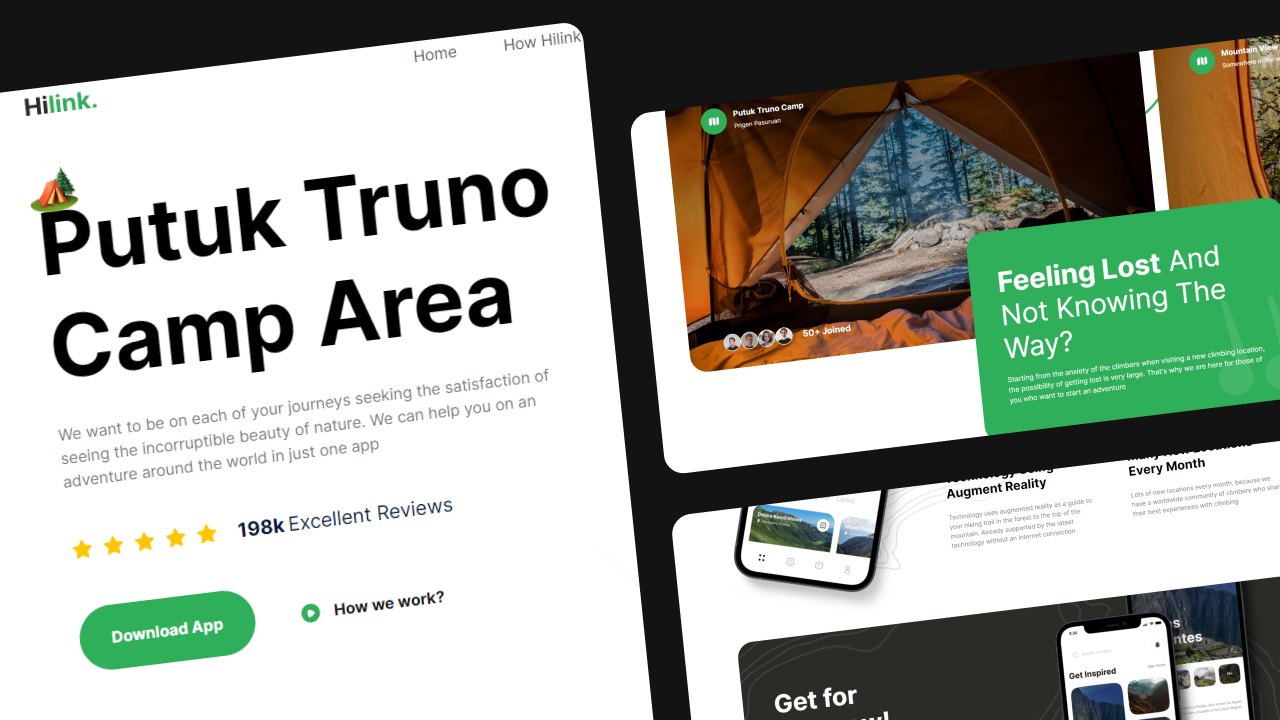 Home
How Hilink
Hilink.
Putuk Truno
Camp Area
We want to be on each of your journeys seeking the satisfaction of
seeing the incorruptible beauty of nature. We can help you on an
adventure around the world in just one app
198k Excellent Reviews
Download App
How we work?
Putuk Truno Camp
Prigen Pasuruan
50+ Joined
Mountain View
Somewhere in the
Feeling Lost And
Not Knowing The
Way?
Starting from the anxiety of the climbers when visiting a new climbing location,
the possibility of getting lost is very large. That's why we are here for those of
you who want to start an adventure
Latest
Augment Reality
Technology uses augmented reality as a guide to
your hiking trail in the forest to the top of the
mountain. Already supported by the latest
technology without an internet connection
Every Month
Lots of new locations every month, because we
have a worldwide community of climbers who
their best experiences with climbing
Get for
Get Inspired
See more